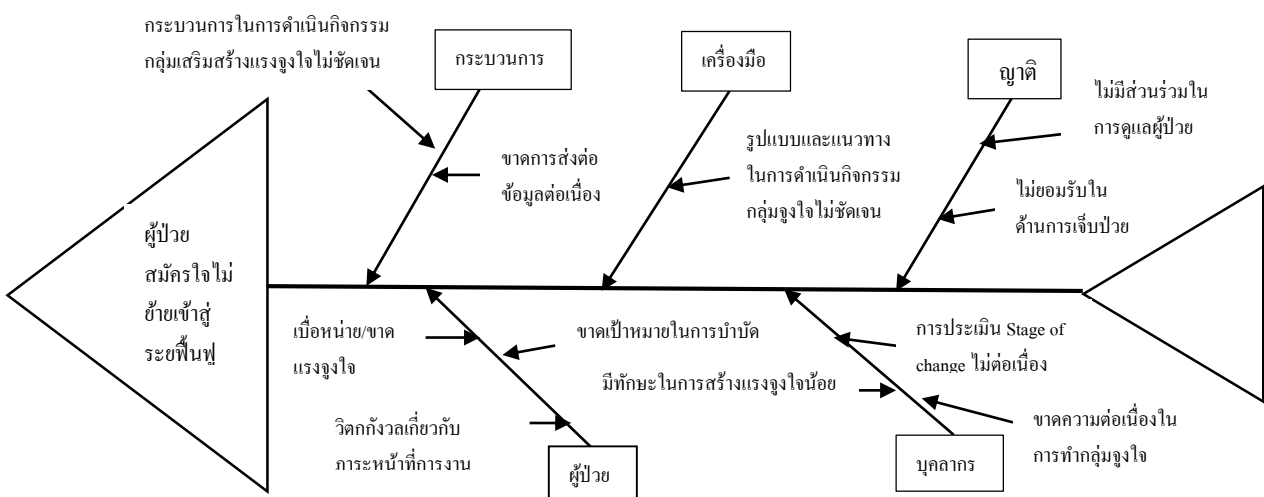 กระบวนการในการดำเนินกิจกรรม
กลุ่มเสริมสร้างแรงจูงใจไม่ชัดเจน
กระบวนการ
เครื่องมือ
ญาติ
ไม่มีส่วนร่วมใน
การดูแลผู้ป่วย
ขาดการส่งต่อ
ข้อมูลต่อเนื่อง
รูปแบบและแนวทาง
ในการดำเนินกิจกรรม
กลุ่มจูงใจไม่ชัดเจน
ไม่ยอมรับใน
ด้านการเจ็บป่วย
ผู้ป่วย
สมัครใจไม่
ย้ายเข้าสู่
ระยฟื้นฟู
เบื่อหน่าย/ขาด
แรงจูงใจ
ขาดเป้าหมายในการบำบัด
การประเมิน Stage of
change ไม่ต่อเนื่อง
มีทักษะในการสร้างแรงจูงใจน้อย
วิตกกังวลเกี่ยวกับ
ภาระหน้าที่การงาน
ขาดความต่อเนื่องใน
การทำกลุ่มจูงใจ
ผู้ป่วย
บุคลากร